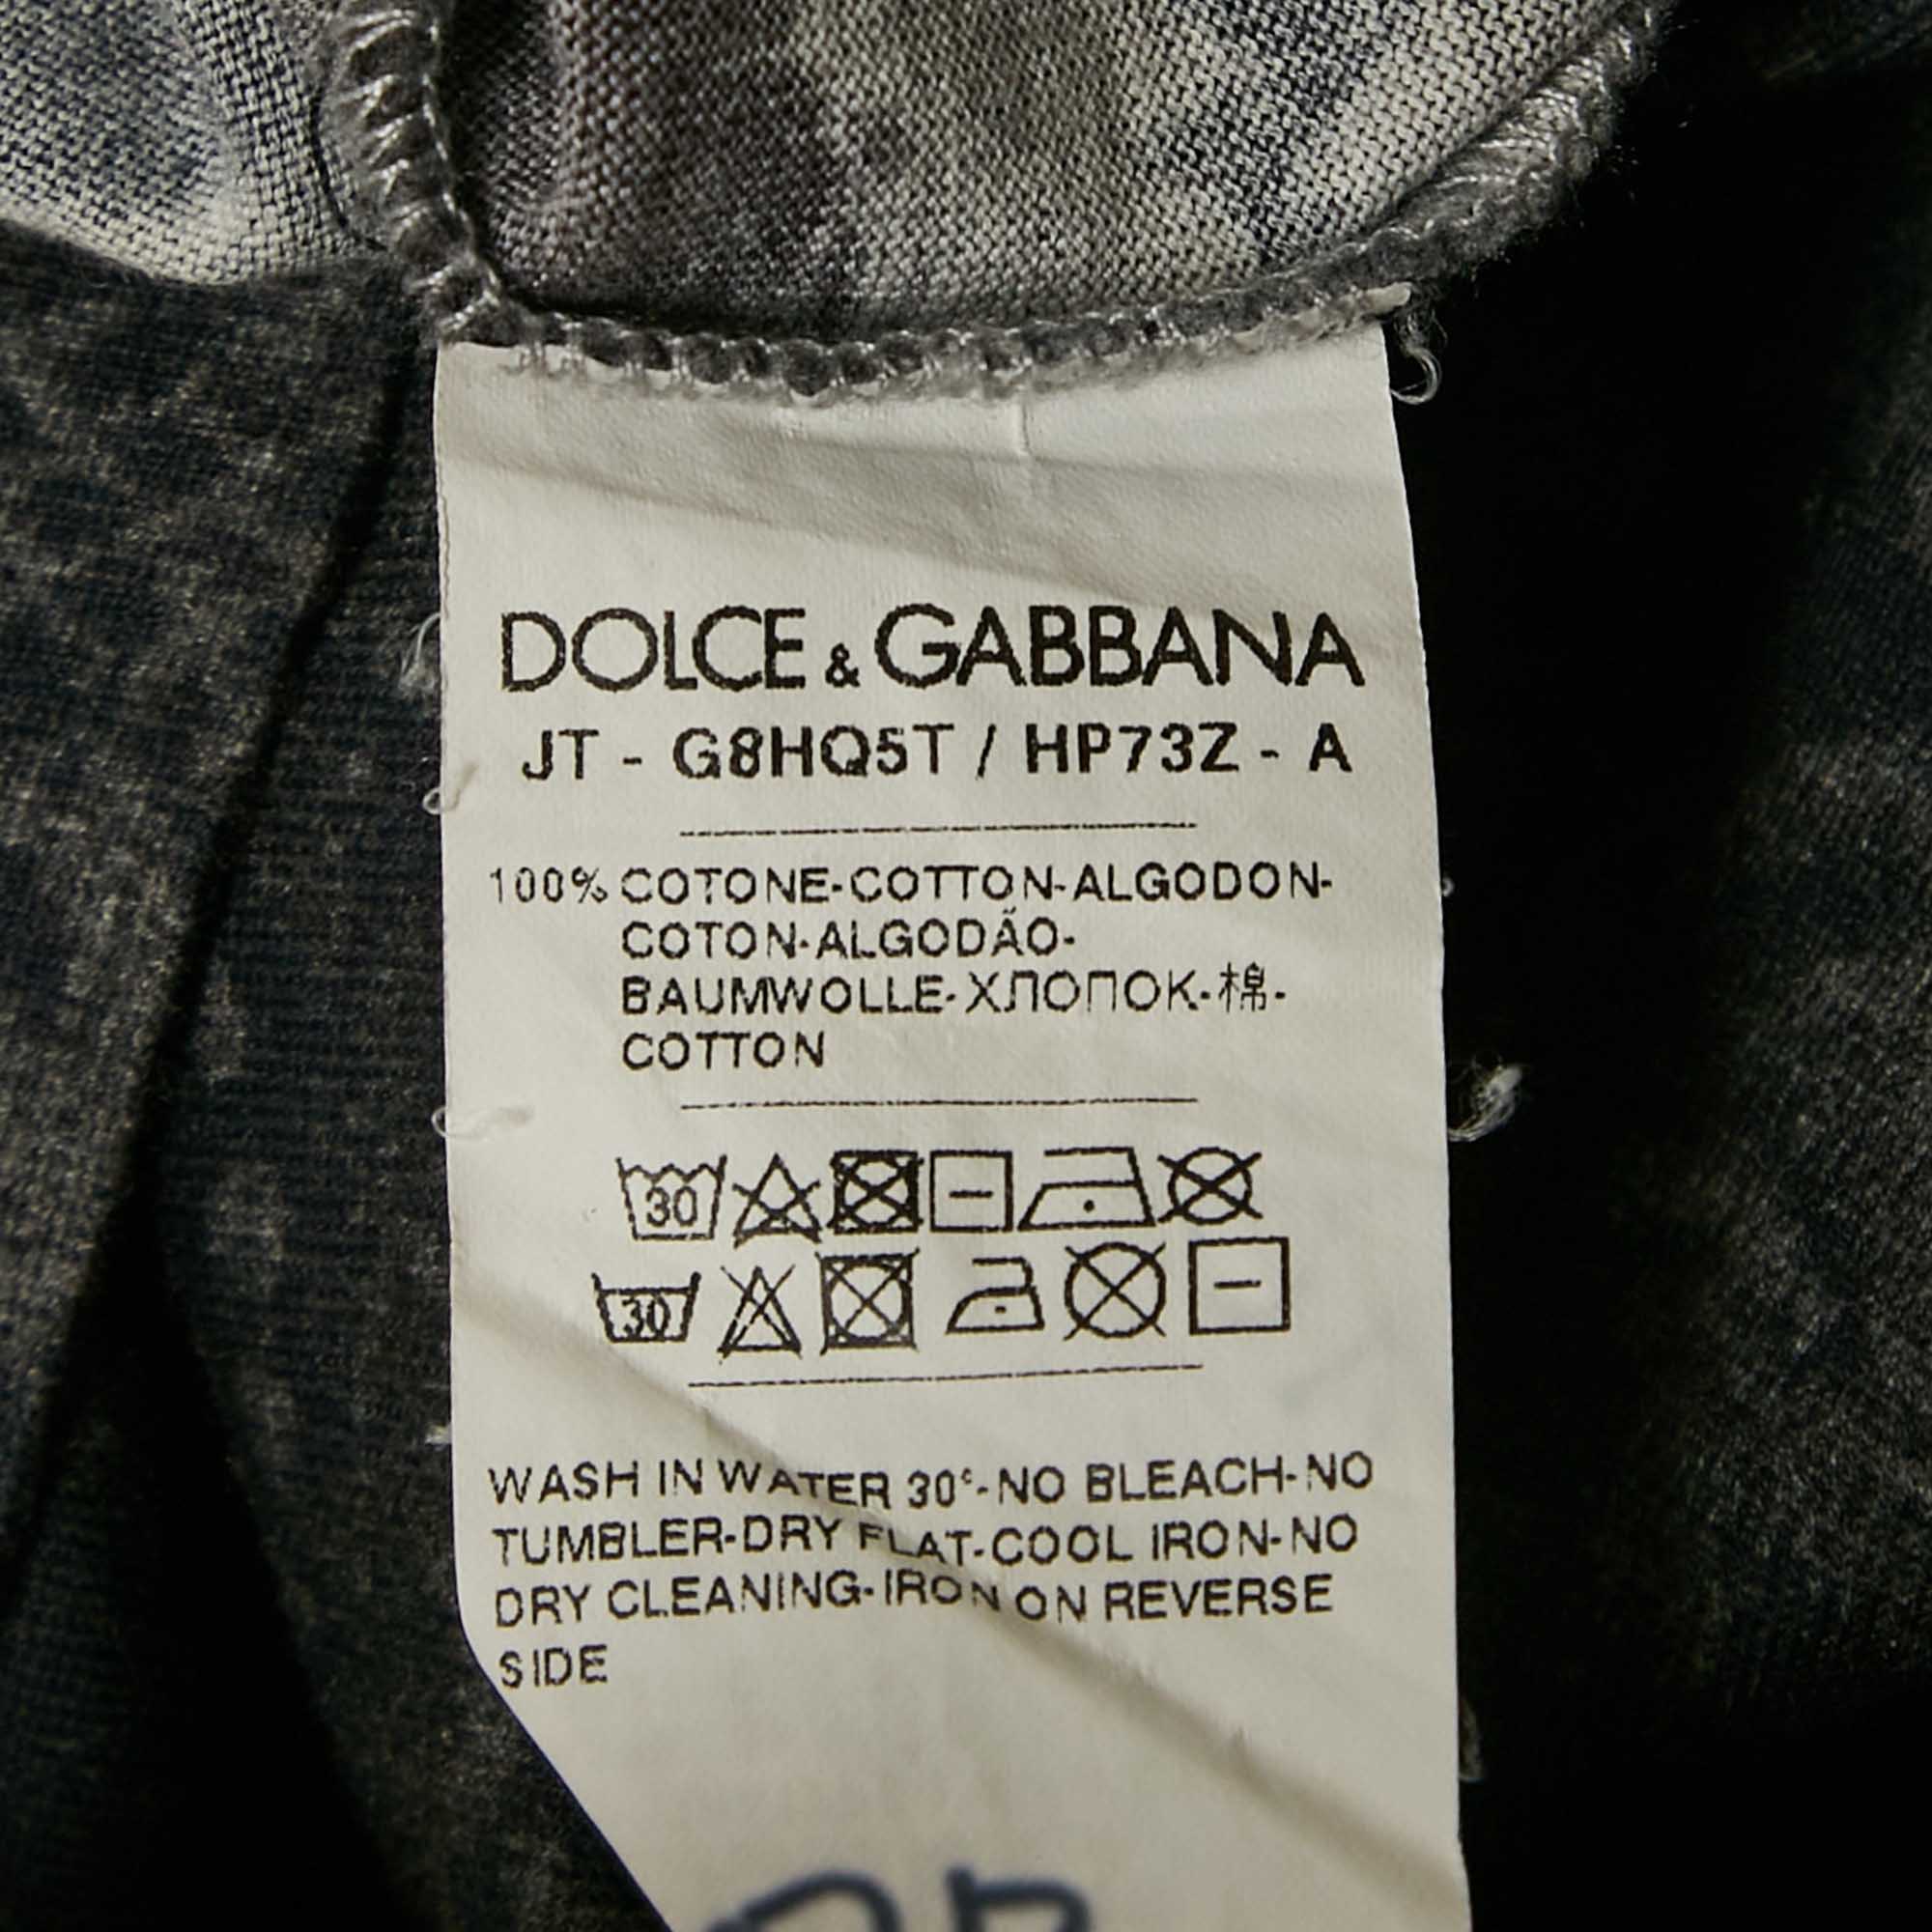 DOLCE & GABBANA
JT - G8HQ5T / HP73Z - A
100% COTONE-COTTON-ALGODON-
COTON-ALGODÃO-
BAUMWOLLE-ХЛОПОК-棉-
COTTON
30
30
WASH IN WATER 30°-NO BLEACH-NO
TUMBLER-DRY FLAT-COOL IRON-NO
DRY CLEANING-IRON ON REVERSE
SIDE